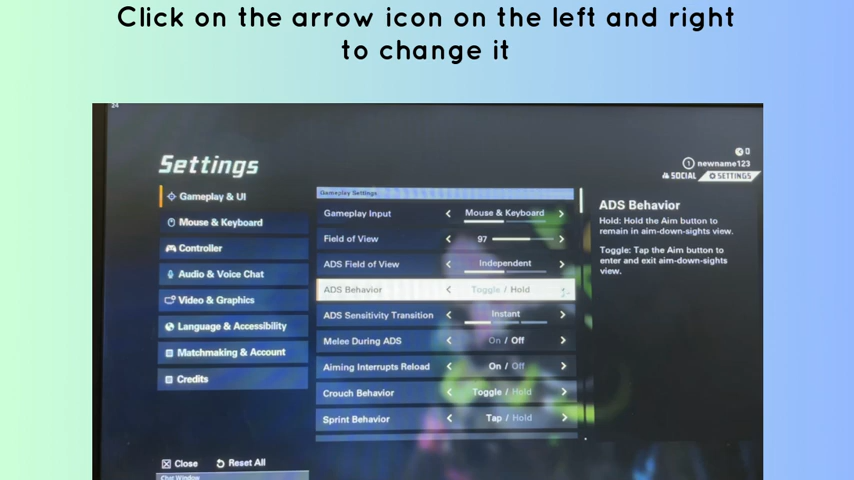 Click on the arrow icon on the left and right
to change it
24
Settings
0
1 newname123
SOCIAL SETTINGS
Gameplay & UI
Mouse & Keyboard
Controller
Audio & Voice Chat
Video & Graphics
Language & Accessibility
Matchmaking & Account
Credits
Gameplay Settings
Gameplay Input Mouse & Keyboard
Field of View 97
ADS Field of View Independent
ADS Behavior Toggle / Hold
ADS Sensitivity Transition Instant
Melee During ADS On / Off
Aiming Interrupts Reload On / Off
Crouch Behavior Toggle / Hold
Sprint Behavior Tap / Hold
ADS Behavior
Hold: Hold the Aim button to
remain in aim-down-sights view.
Toggle: Tap the Aim button to
enter and exit aim-down-sights
view.
Close Reset All
Chat Window